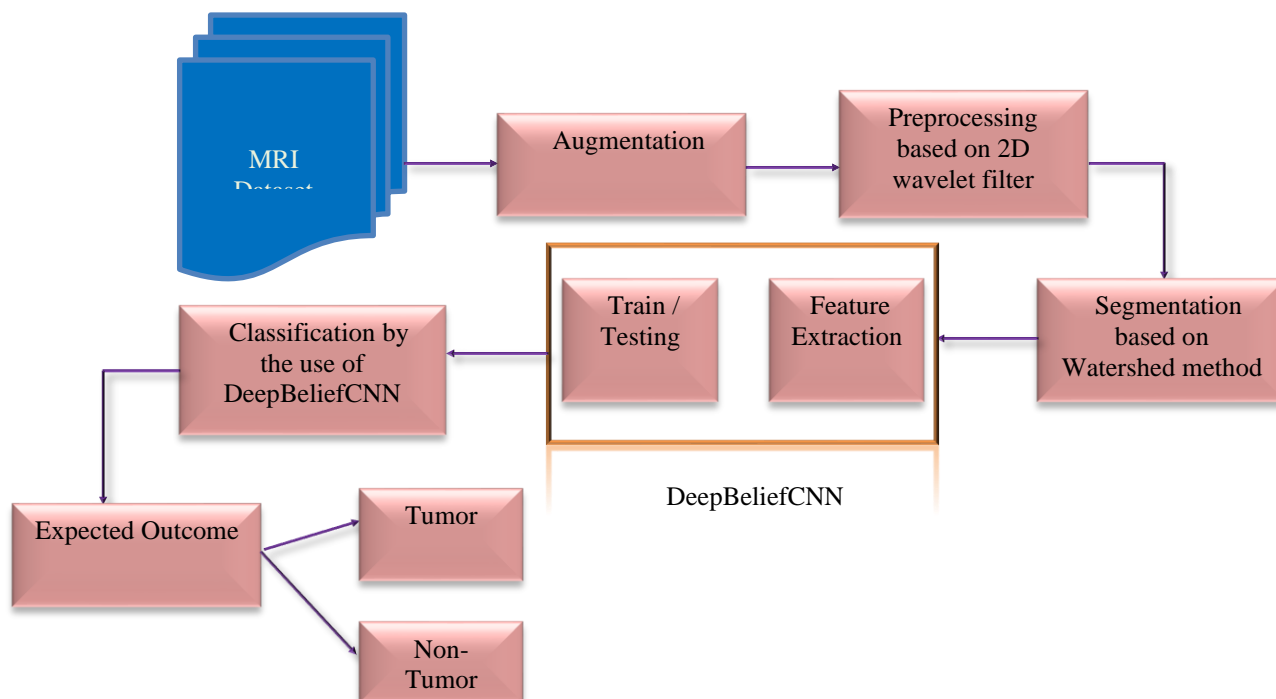 MRI
Dataset
Augmentation
Preprocessing
based on 2D
wavelet filter
Segmentation
based on
Watershed method
Feature
Extraction
Train /
Testing
DeepBeliefCNN
Classification by
the use of
DeepBeliefCNN
Expected Outcome
Tumor
Non-
Tumor